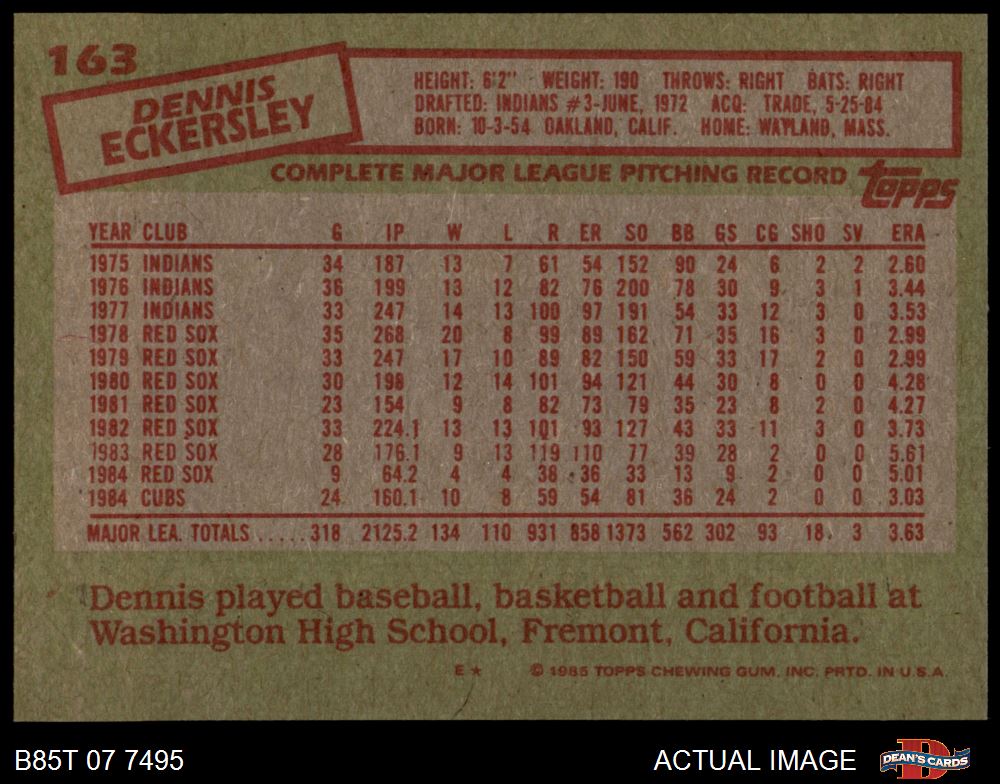 163
DENNIS
ECKERSLEY
HEIGHT: 6'2" WEIGHT: 190 THROWS: RIGHT BATS: RIGHT
DRAFTED: INDIANS #3-JUNE, 1972 ACQ: TRADE, 5-25-84
BORN: 10-3-54 OAKLAND, CALIF. HOME: WAYLAND, MASS.
COMPLETE MAJOR LEAGUE PITCHING RECORD topps
YEAR CLUB G IP W L R ER SO BB GS CG SHO SV ERA
1975 INDIANS 34 187 13 7 61 54 152 90 24 6 2 2 2.60
1976 INDIANS 36 199 13 12 82 76 200 78 30 9 3 1 3.44
1977 INDIANS 33 247 14 13 100 97 191 54 33 12 3 0 3.53
1978 RED SOX 35 268 20 8 99 89 162 71 35 16 3 0 2.99
1979 RED SOX 33 247 17 10 89 82 150 59 33 17 2 0 2.99
1980 RED SOX 30 198 12 14 101 94 121 44 30 8 0 0 4.28
1981 RED SOX 23 154 9 8 82 73 79 35 23 8 2 0 4.27
1982 RED SOX 33 224.1 13 13 101 93 127 43 33 11 3 0 3.73
1983 RED SOX 28 176.1 9 13 119 110 77 39 28 2 0 0 5.61
1984 RED SOX 9 64.2 4 4 38 36 33 13 9 2 0 0 5.01
1984 CUBS 24 160.1 10 8 59 54 81 36 24 2 0 0 3.03
MAJOR LEA. TOTALS .....318 2125.2 134 110 931 858 1373 562 302 93 18 3 3.63
Dennis played baseball, basketball and football at
Washington High School, Fremont, California.
E★ © 1985 TOPPS CHEWING GUM, INC. PRTD. IN U.S.A.
B85T 07 7495 ACTUAL IMAGE D DEAN'S CARDS